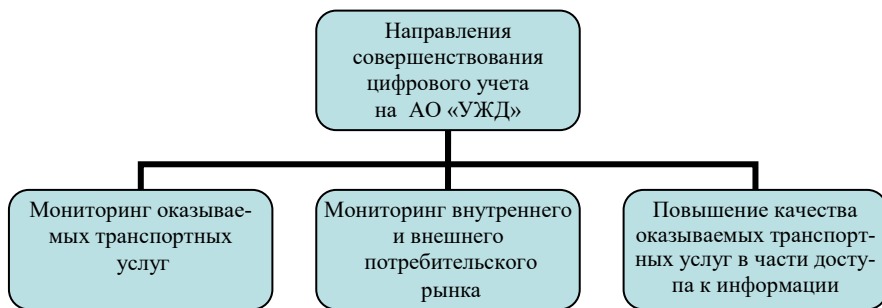 Направления
совершенствования
цифрового учета
на АО «УЖД»
Мониторинг оказывае-
мых транспортных
услуг
Мониторинг внутреннего
и внешнего
потребительского
рынка
Повышение качества
оказываемых транспорт-
ных услуг в части досту-
па к информации